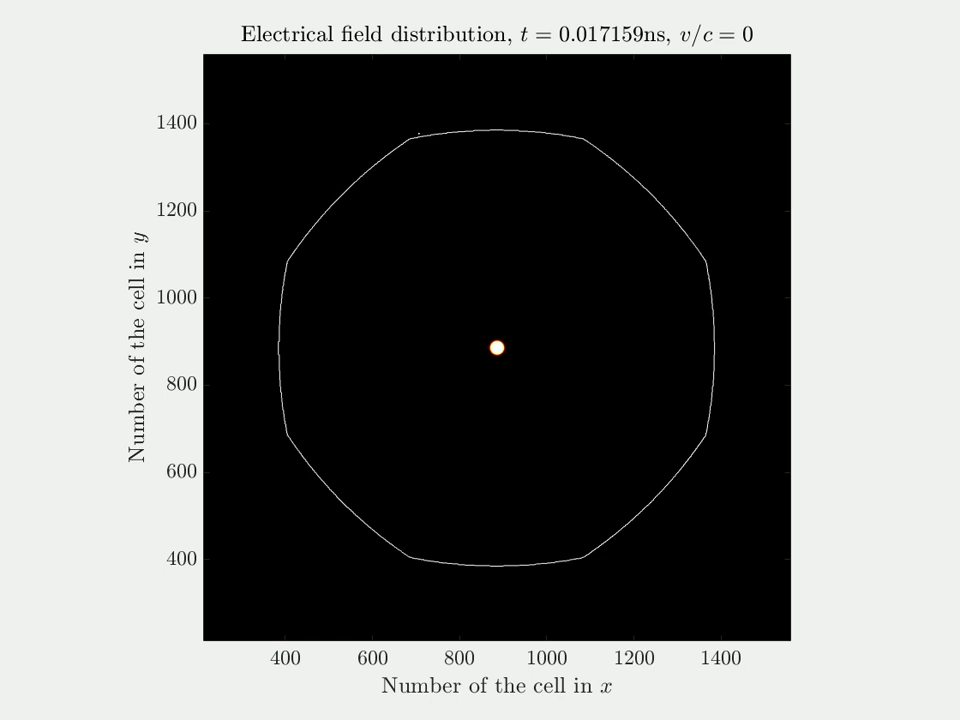 Electrical field distribution, t = 0.017159ns, v/c = 0
1400
1200
1000
800
600
400
Number of the cell in y
400 600 800 1000 1200 1400
Number of the cell in x